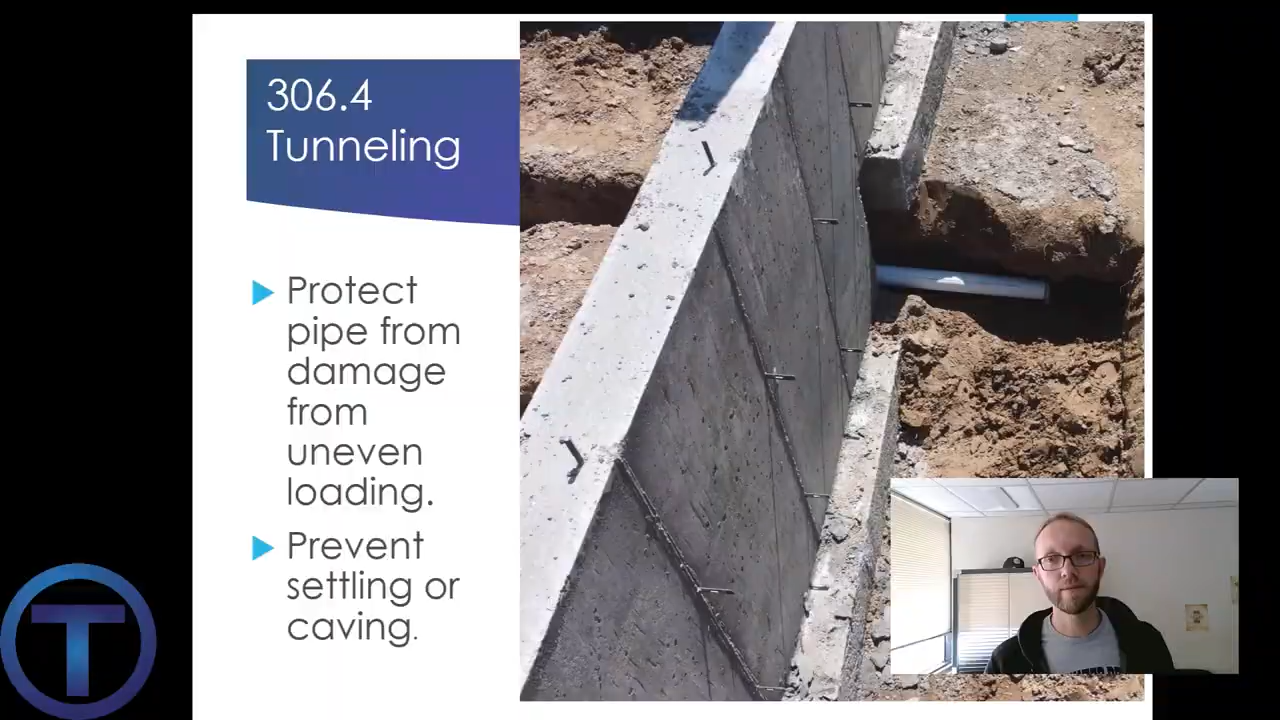 306.4
Tunneling
Protect
pipe from
damage
from
uneven
loading.
Prevent
settling or
caving.
T